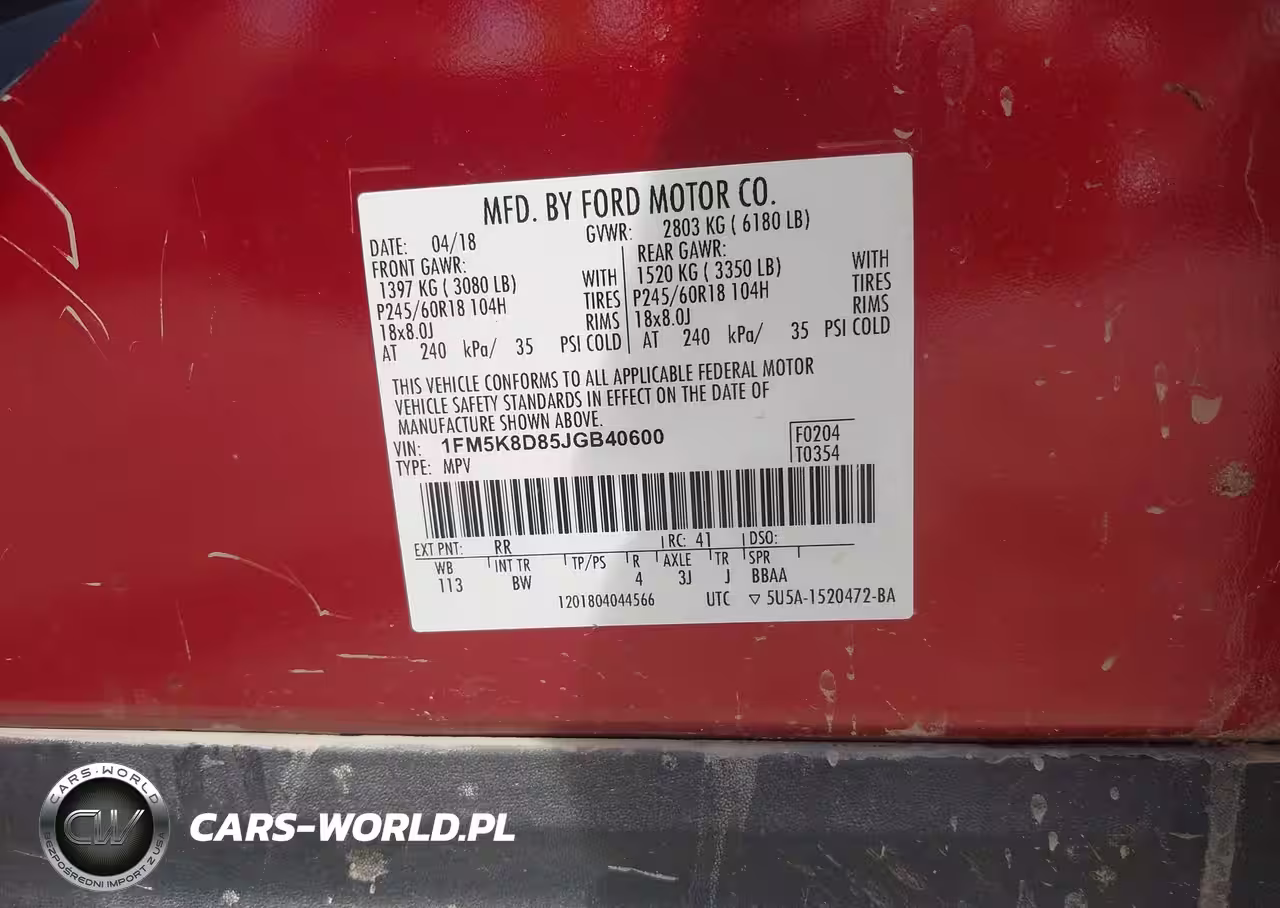 MFD. BY FORD MOTOR CO.
DATE: 04/18 GVWR: 2803 KG ( 6180 LB)
FRONT GAWR: REAR GAWR:
1397 KG ( 3080 LB) WITH 1520 KG ( 3350 LB) WITH
P245/60R18 104H TIRES P245/60R18 104H TIRES
18x8.0J RIMS 18x8.0J RIMS
AT 240 kPa/ 35 PSI COLD AT 240 kPa/ 35 PSI COLD
THIS VEHICLE CONFORMS TO ALL APPLICABLE FEDERAL MOTOR
VEHICLE SAFETY STANDARDS IN EFFECT ON THE DATE OF
MANUFACTURE SHOWN ABOVE.
VIN: 1FM5K8D85JGB40600 F0204
TYPE: MPV T0354
EXT PNT: RR RC: 41 DSO:
WB INT TR TP/PS R AXLE TR SPR
113 BW 4 3J J BBAA
1201804044566 UTC ▽ 5U5A-1520472-BA
CARS-WORLD
CW
BEZPOŚREDNI IMPORT Z USA
CARS-WORLD.PL